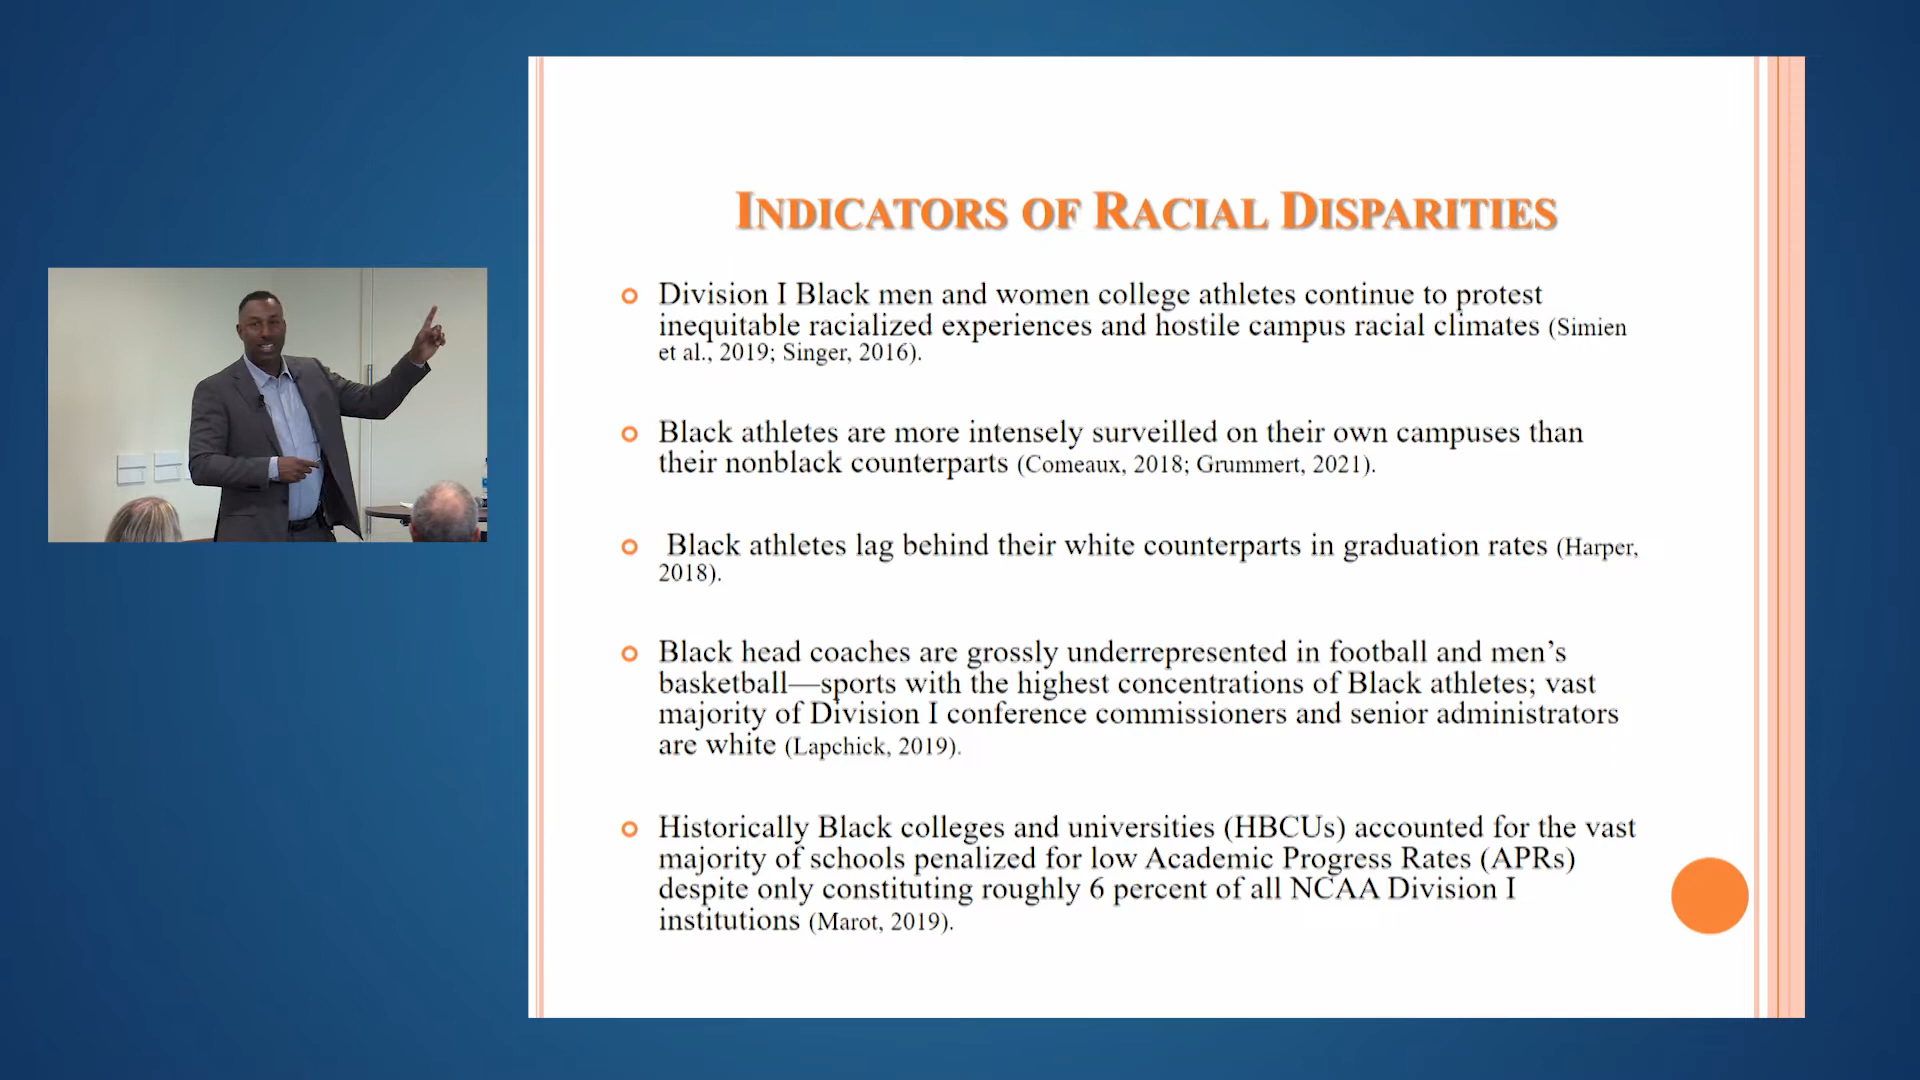 INDICATORS OF RACIAL DISPARITIES
Division I Black men and women college athletes continue to protest
inequitable racialized experiences and hostile campus racial climates (Simien
et al., 2019; Singer, 2016).
Black athletes are more intensely surveilled on their own campuses than
their nonblack counterparts (Comeaux, 2018; Grummert, 2021).
Black athletes lag behind their white counterparts in graduation rates (Harper,
2018).
Black head coaches are grossly underrepresented in football and men’s
basketball—sports with the highest concentrations of Black athletes; vast
majority of Division I conference commissioners and senior administrators
are white (Lapchick, 2019).
Historically Black colleges and universities (HBCUs) accounted for the vast
majority of schools penalized for low Academic Progress Rates (APRs)
despite only constituting roughly 6 percent of all NCAA Division I
institutions (Marot, 2019).